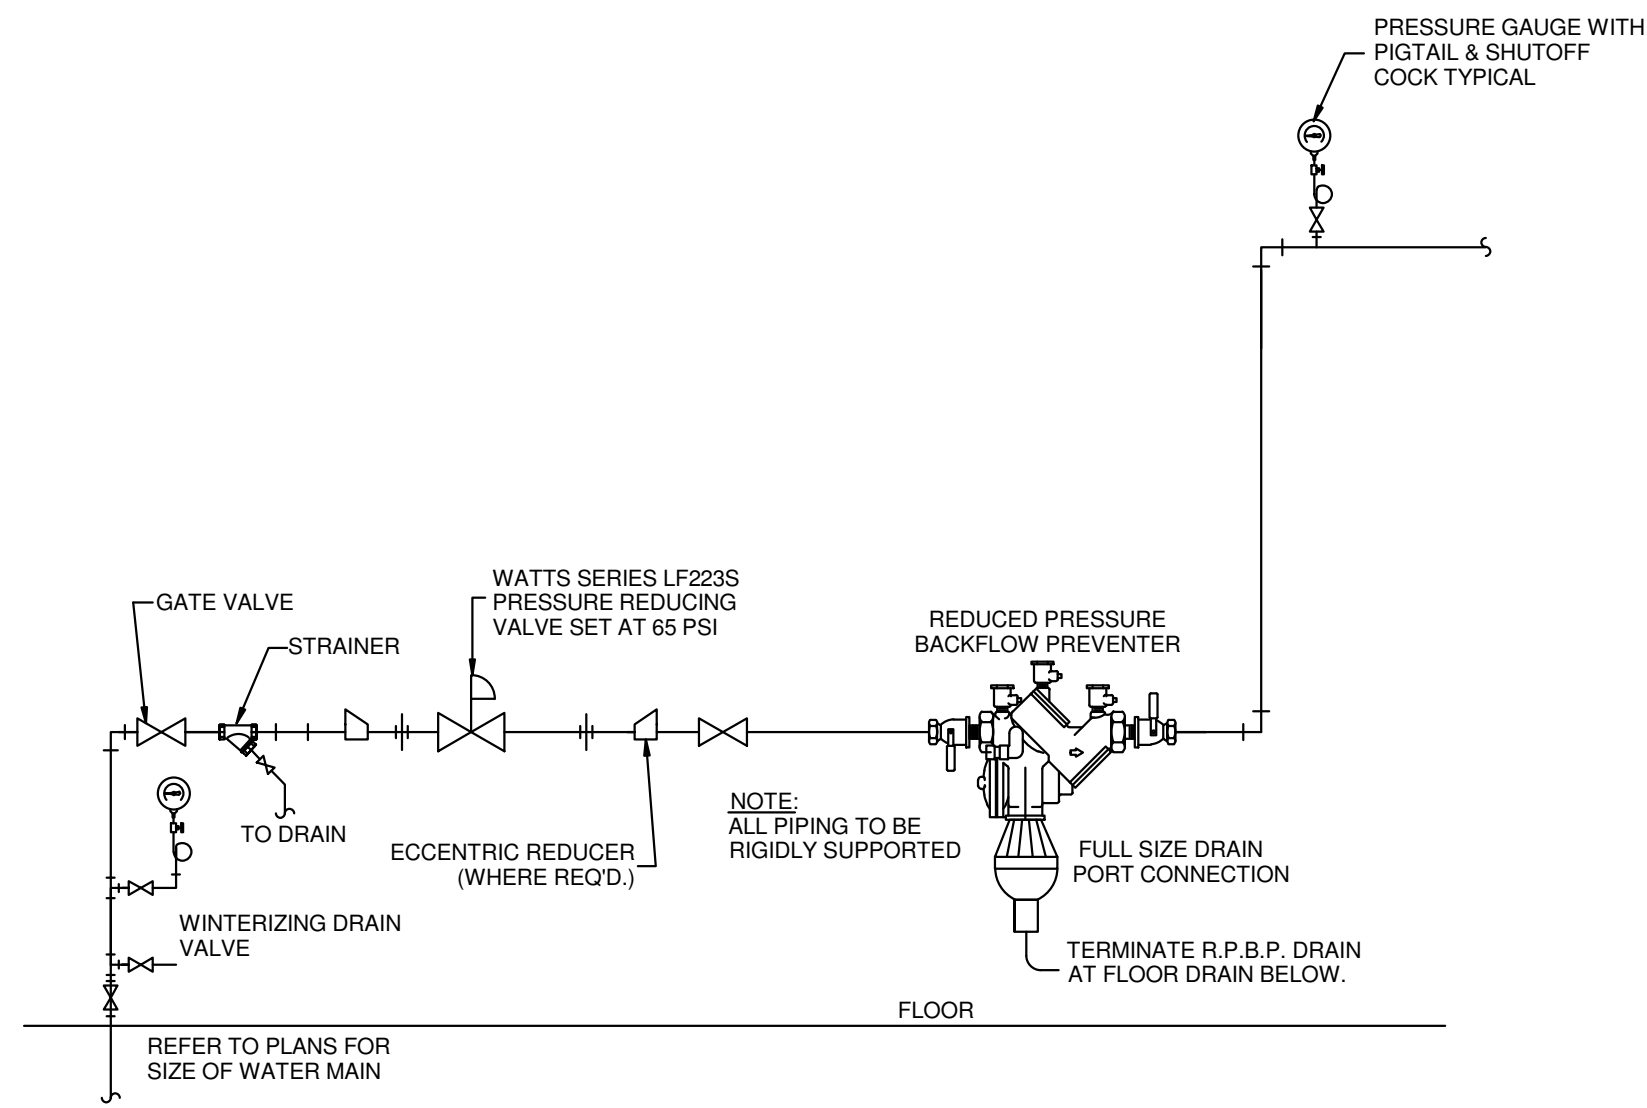 PRESSURE GAUGE WITH
PIGTAIL & SHUTOFF
COCK TYPICAL
WATTS SERIES LF223S
PRESSURE REDUCING
VALVE SET AT 65 PSI
GATE VALVE
STRAINER
REDUCED PRESSURE
BACKFLOW PREVENTER
TO DRAIN
ECCENTRIC REDUCER
(WHERE REQ'D.)
NOTE:
ALL PIPING TO BE
RIGIDLY SUPPORTED
FULL SIZE DRAIN
PORT CONNECTION
WINTERIZING DRAIN
VALVE
TERMINATE R.P.B.P. DRAIN
AT FLOOR DRAIN BELOW.
FLOOR
REFER TO PLANS FOR
SIZE OF WATER MAIN